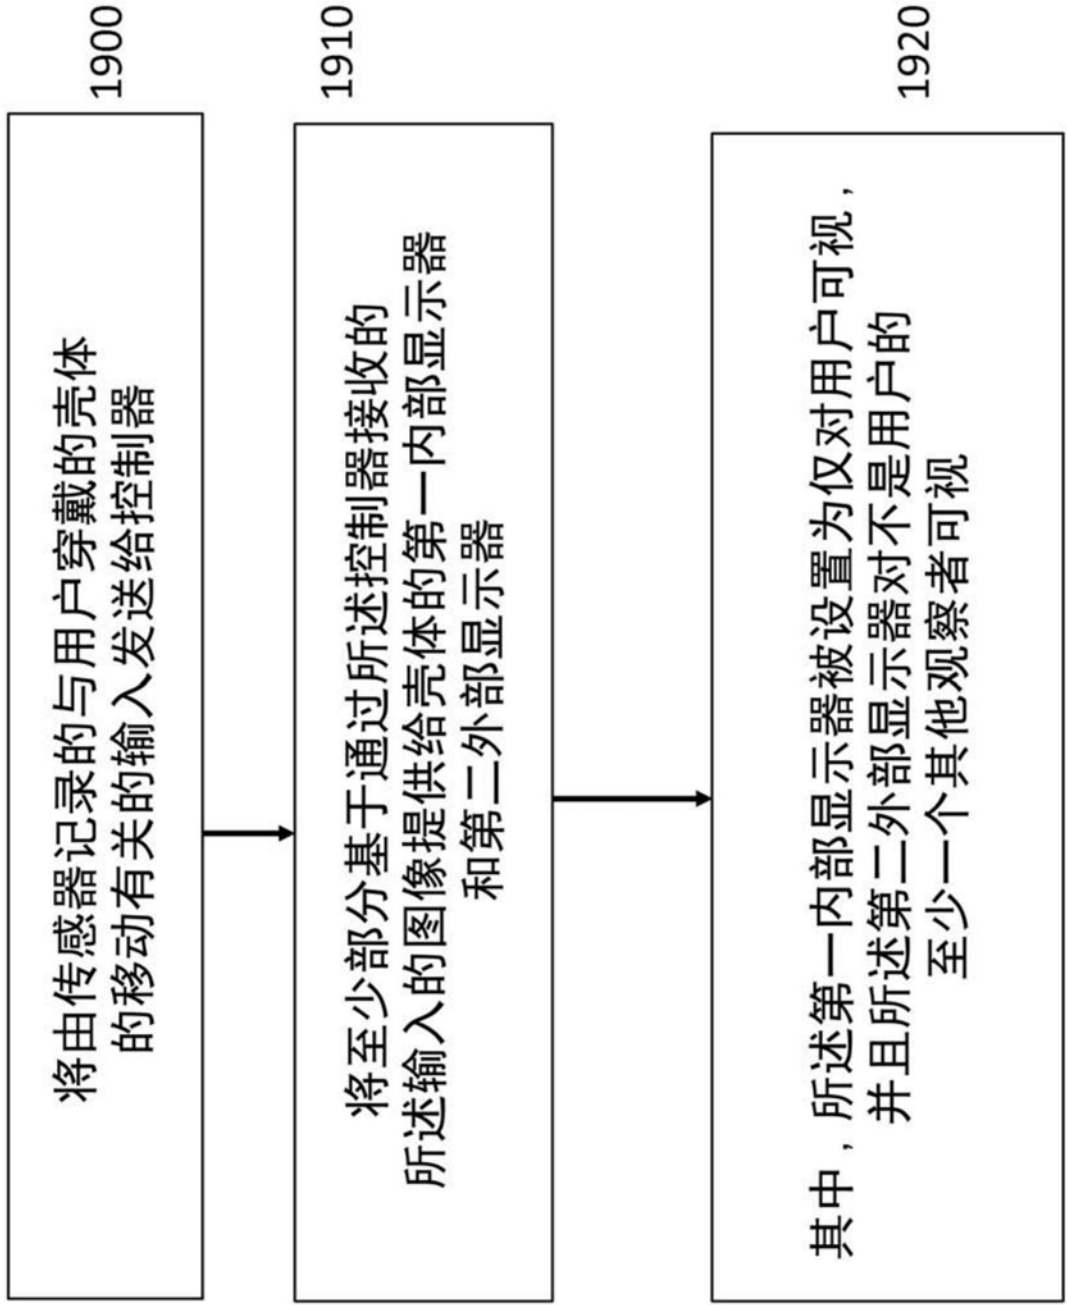 1900
将由传感器记录的与用户穿戴的壳体
的移动有关的输入发送给控制器
1910
将至少部分基于通过所述控制器接收的
所述输入的图像提供给壳体的第一内部显示器
和第二外部显示器
1920
其中，所述第一内部显示器被设置为仅对用户可视，
并且所述第二外部显示器对不是用户的
至少一个其他观察者可视